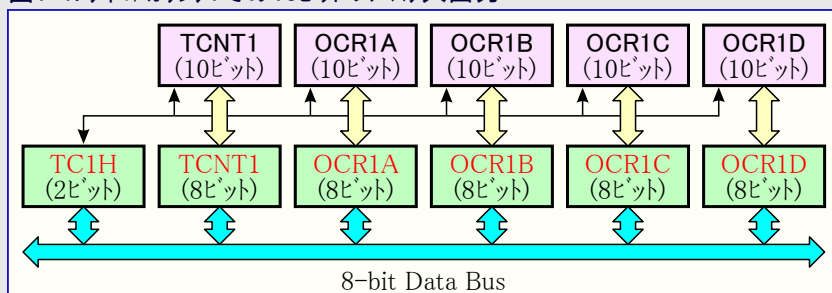 TCNT1 OCR1A OCR1B OCR1C OCR1D
(10ビット) (10ビット) (10ビット) (10ビット) (10ビット)
TC1H TCNT1 OCR1A OCR1B OCR1C OCR1D
(2ビット) (8ビット) (8ビット) (8ビット) (8ビット) (8ビット)
8-bit Data Bus